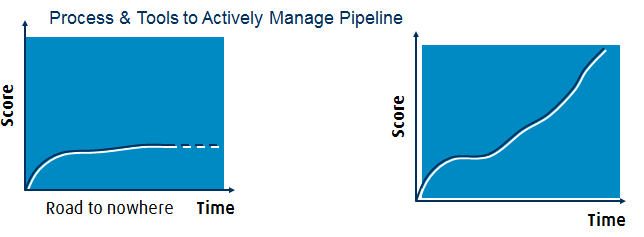 Process & Tools to Actively Manage Pipeline
Score
Road to nowhere
Time
Score
Time